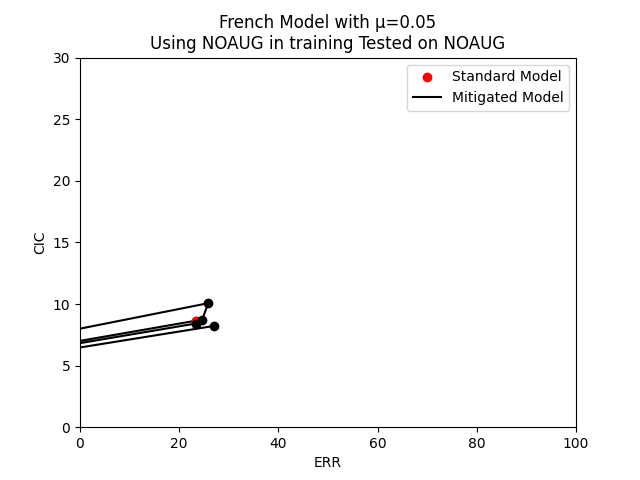 French Model with μ=0.05
Using NOAUG in training Tested on NOAUG
Standard Model
Mitigated Model
30
25
20
15
10
5
0
CIC
0 20 40 60 80 100
ERR